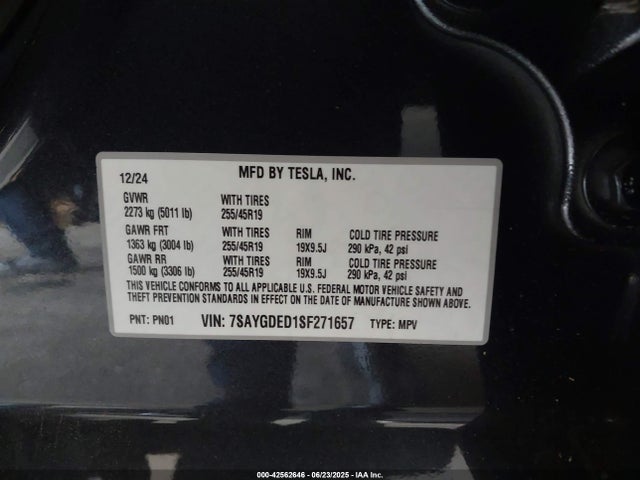 12/24 MFD BY TESLA, INC.
GVWR WITH TIRES
2273 kg (5011 lb) 255/45R19
GAWR FRT WITH TIRES RIM COLD TIRE PRESSURE
1363 kg (3004 lb) 255/45R19 19X9.5J 290 kPa, 42 psi
GAWR RR WITH TIRES RIM COLD TIRE PRESSURE
1500 kg (3306 lb) 255/45R19 19X9.5J 290 kPa, 42 psi
THIS VEHICLE CONFORMS TO ALL APPLICABLE U.S. FEDERAL MOTOR VEHICLE SAFETY AND
THEFT PREVENTION STANDARDS IN EFFECT ON THE DATE OF MANUFACTURE SHOWN ABOVE.
PNT: PN01 VIN: 7SAYGDED1SF271657 TYPE: MPV
000-42562646 - 06/23/2025 - IAA Inc.